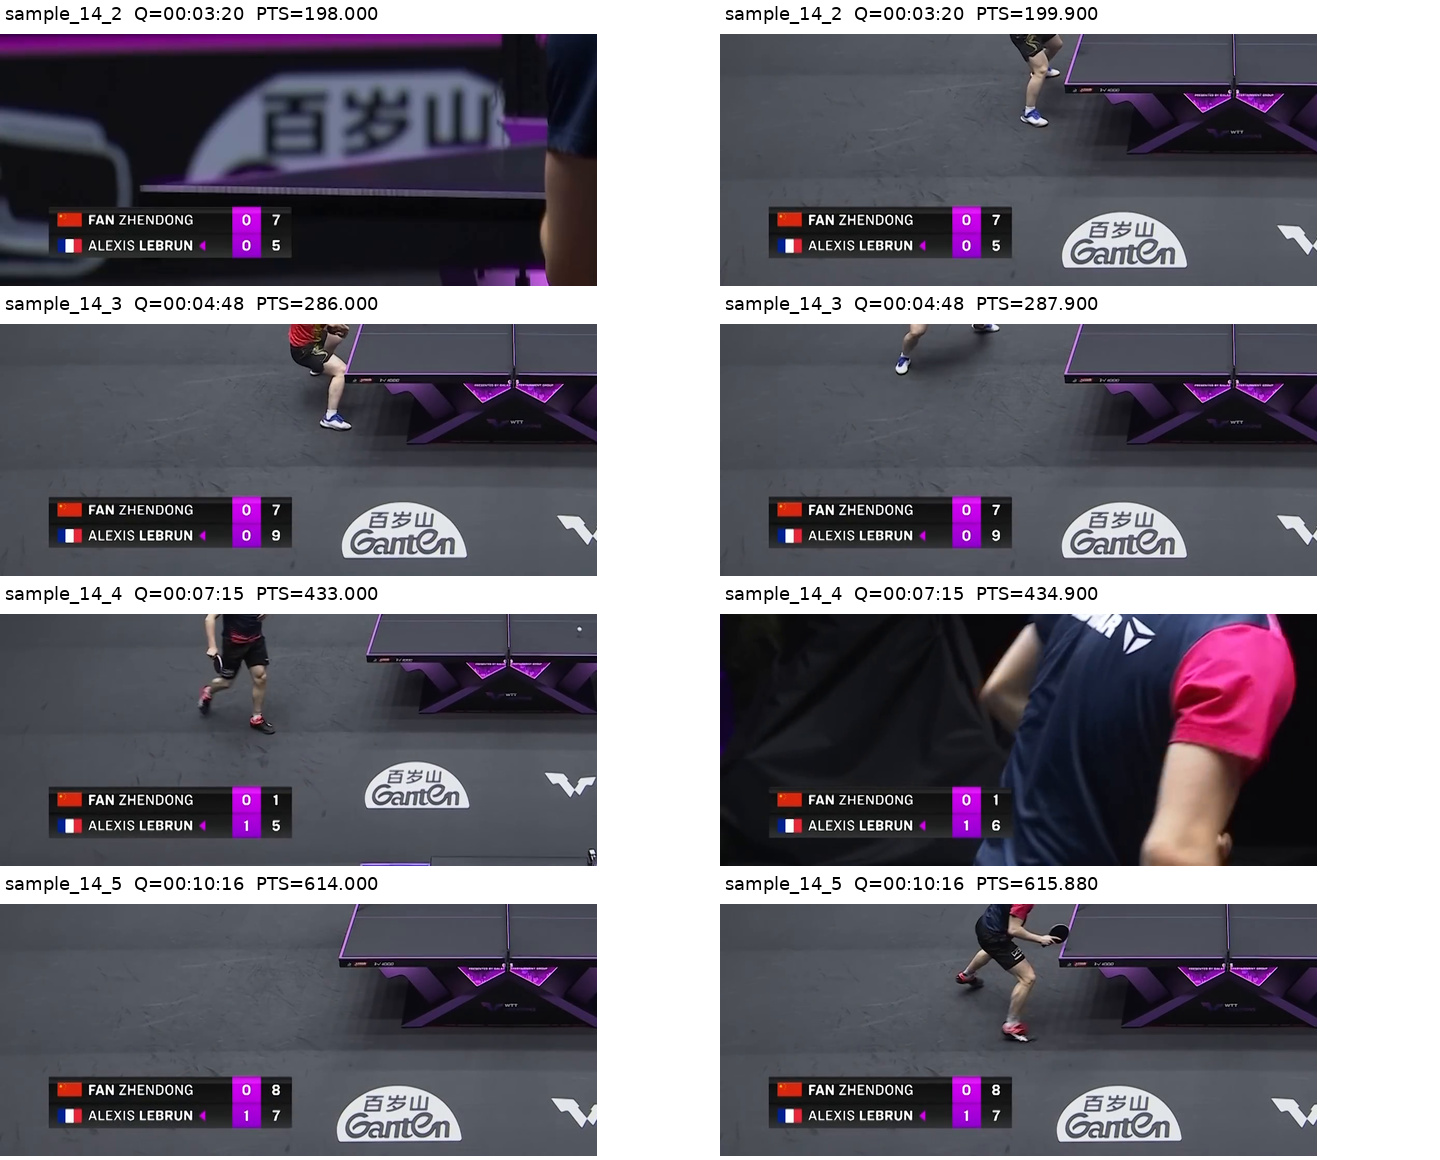 sample_14_2 Q=00:03:20 PTS=198.000
百岁山
FAN ZHENDONG 0 7
ALEXIS LEBRUN 0 5
sample_14_2 Q=00:03:20 PTS=199.900
WTT
百岁山
Ganten
FAN ZHENDONG 0 7
ALEXIS LEBRUN 0 5
sample_14_3 Q=00:04:48 PTS=286.000
WTT
百岁山
Ganten
FAN ZHENDONG 0 7
ALEXIS LEBRUN 0 9
sample_14_3 Q=00:04:48 PTS=287.900
WTT
百岁山
Ganten
FAN ZHENDONG 0 7
ALEXIS LEBRUN 0 9
sample_14_4 Q=00:07:15 PTS=433.000
WTT
百岁山
Ganten
FAN ZHENDONG 0 1
ALEXIS LEBRUN 1 5
sample_14_4 Q=00:07:15 PTS=434.900
FAN ZHENDONG 0 1
ALEXIS LEBRUN 1 6
sample_14_5 Q=00:10:16 PTS=614.000
WTT
百岁山
Ganten
FAN ZHENDONG 0 8
ALEXIS LEBRUN 1 7
sample_14_5 Q=00:10:16 PTS=615.880
WTT
百岁山
Ganten
FAN ZHENDONG 0 8
ALEXIS LEBRUN 1 7